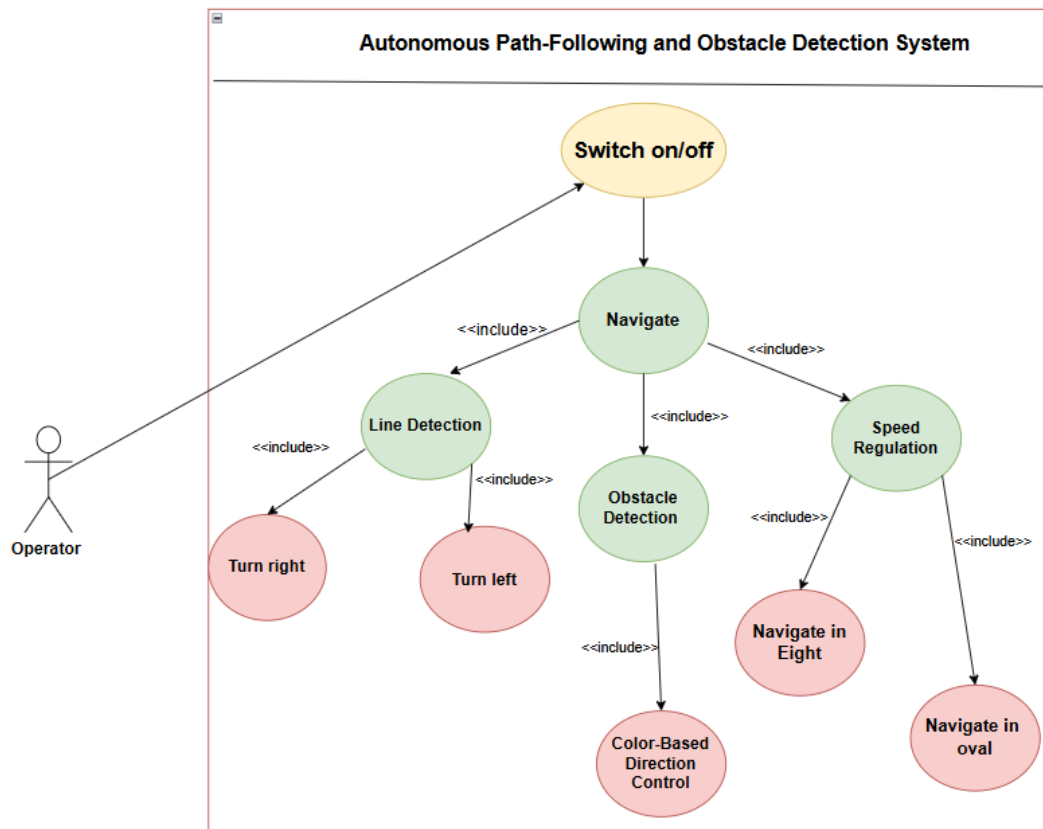 Autonomous Path-Following and Obstacle Detection System
Switch on/off
Navigate
<<include>>
<<include>>
<<include>>
Line Detection
Speed
Regulation
<<include>>
<<include>>
Obstacle
Detection
<<include>>
<<include>>
Operator
Turn right
Turn left
Navigate in
Eight
<<include>>
Navigate in
oval
Color-Based
Direction
Control